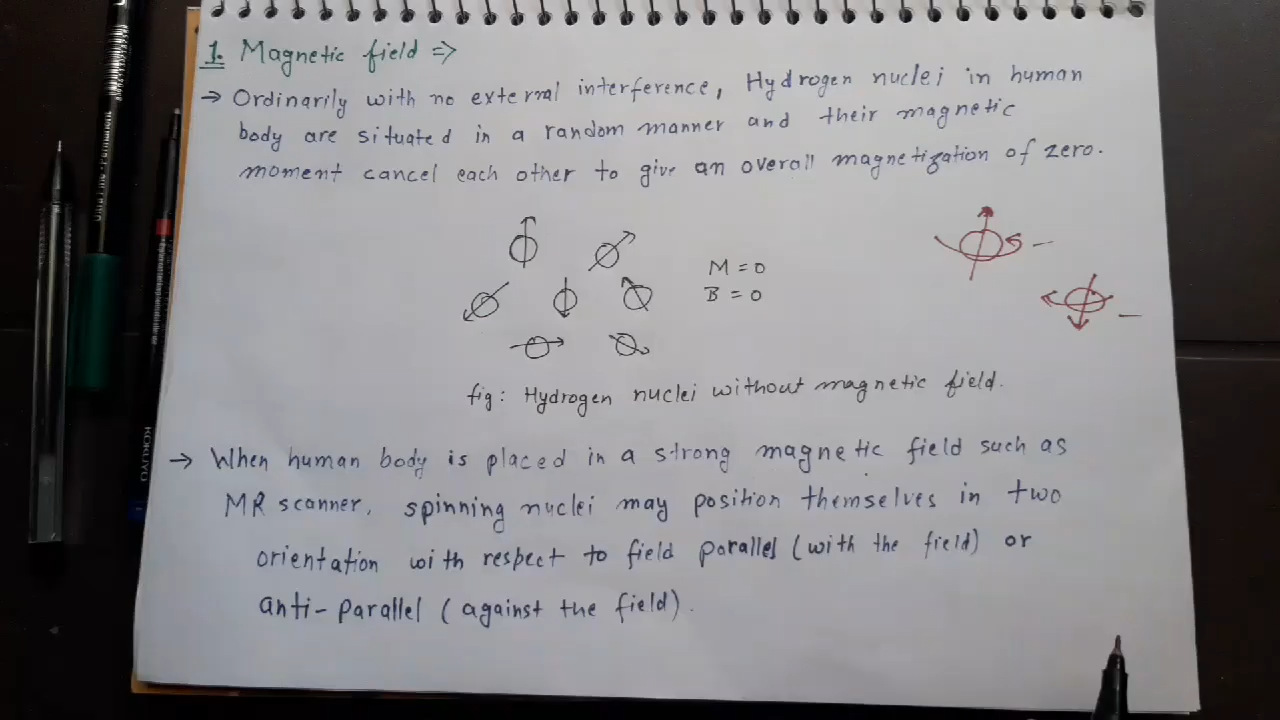 1. Magnetic field =>
→ Ordinarily with no external interference, Hydrogen nuclei in human
body are situated in a random manner and their magnetic
moment cancel each other to give an overall magnetization of zero.
M = 0
B = 0
fig: Hydrogen nuclei without magnetic field.
→ When human body is placed in a strong magnetic field such as
MR scanner, spinning nuclei may position themselves in two
orientation with respect to field parallel (with the field) or
anti-parallel (against the field).
KOKUYO